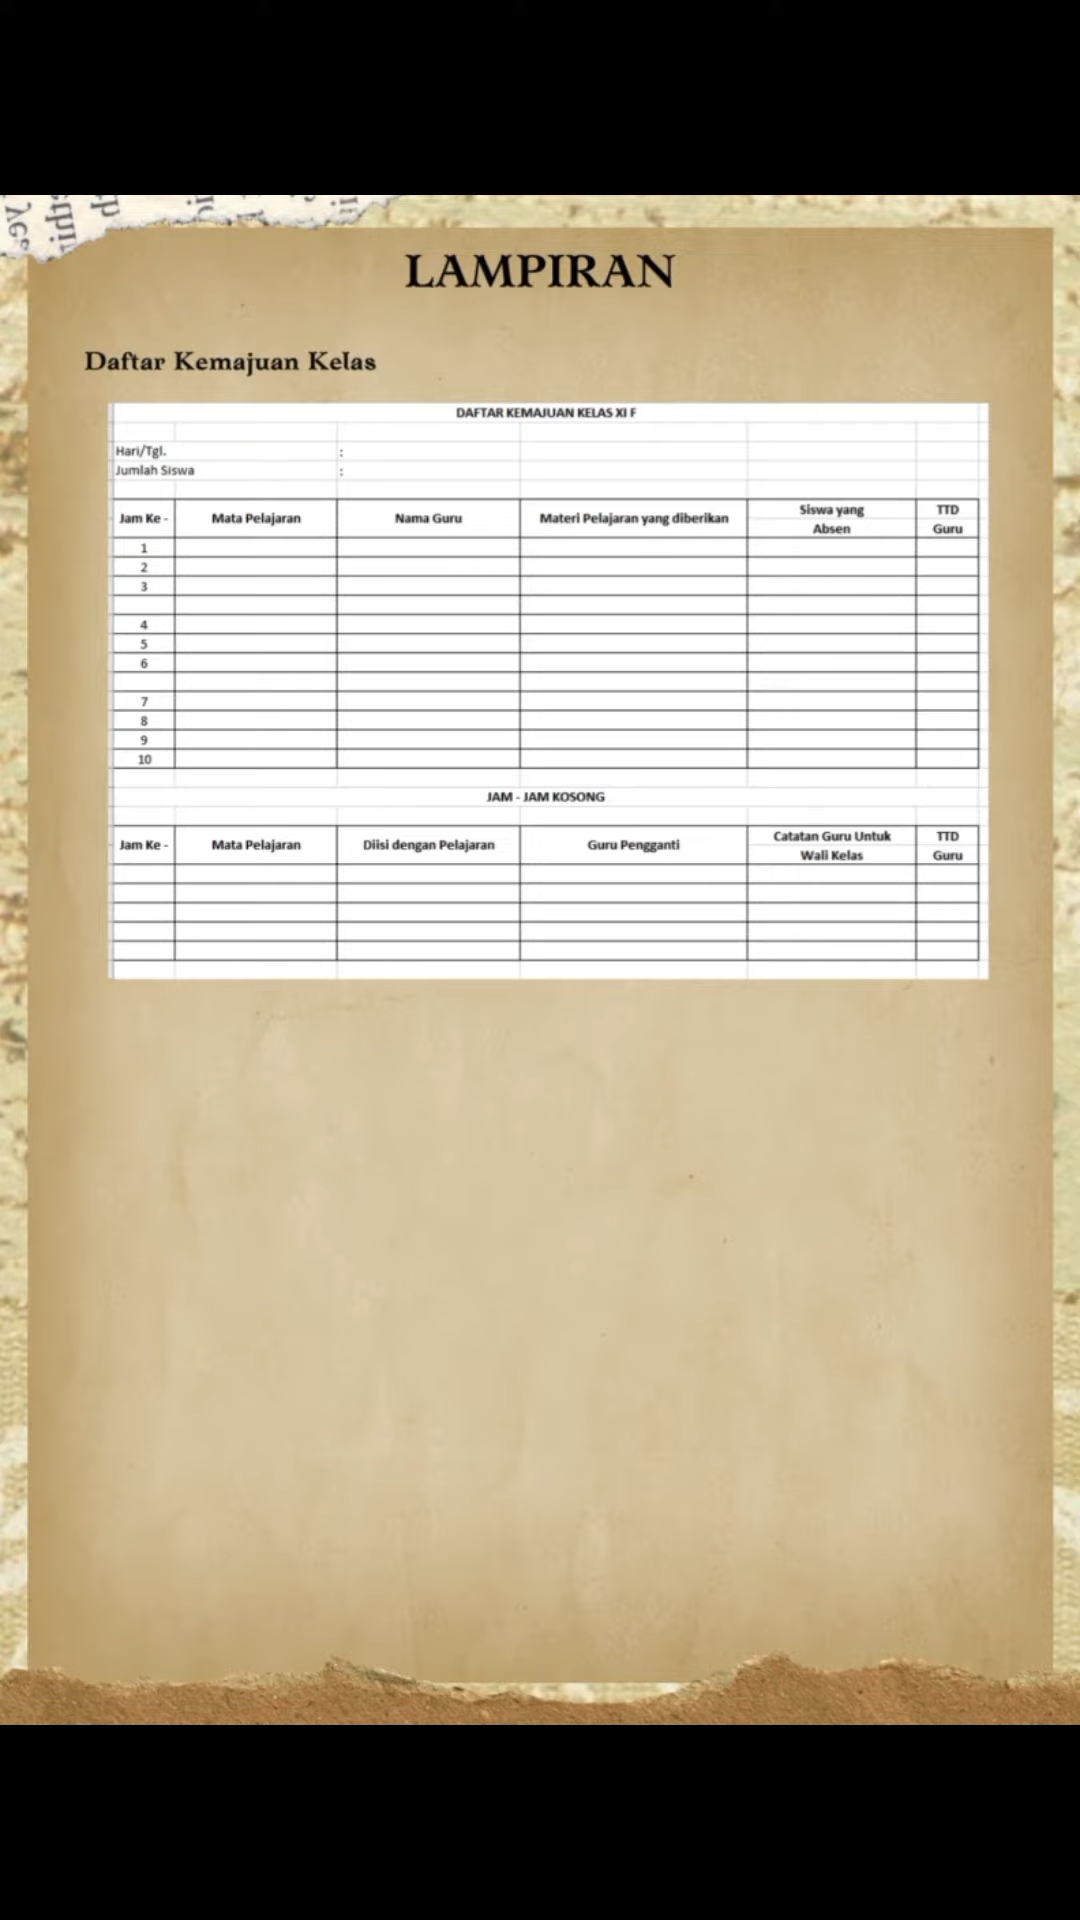 LAMPIRAN
Daftar Kemajuan Kelas
DAFTAR KEMAJUAN KELAS XI F
Hari/Tgl. :
Jumlah Siswa :
Jam Ke - Mata Pelajaran Nama Guru Materi Pelajaran yang diberikan Siswa yang Absen TTD Guru
1
2
3
4
5
6
7
8
9
10
JAM - JAM KOSONG
Jam Ke - Mata Pelajaran Diisi dengan Pelajaran Guru Pengganti Catatan Guru Untuk Wali Kelas TTD Guru